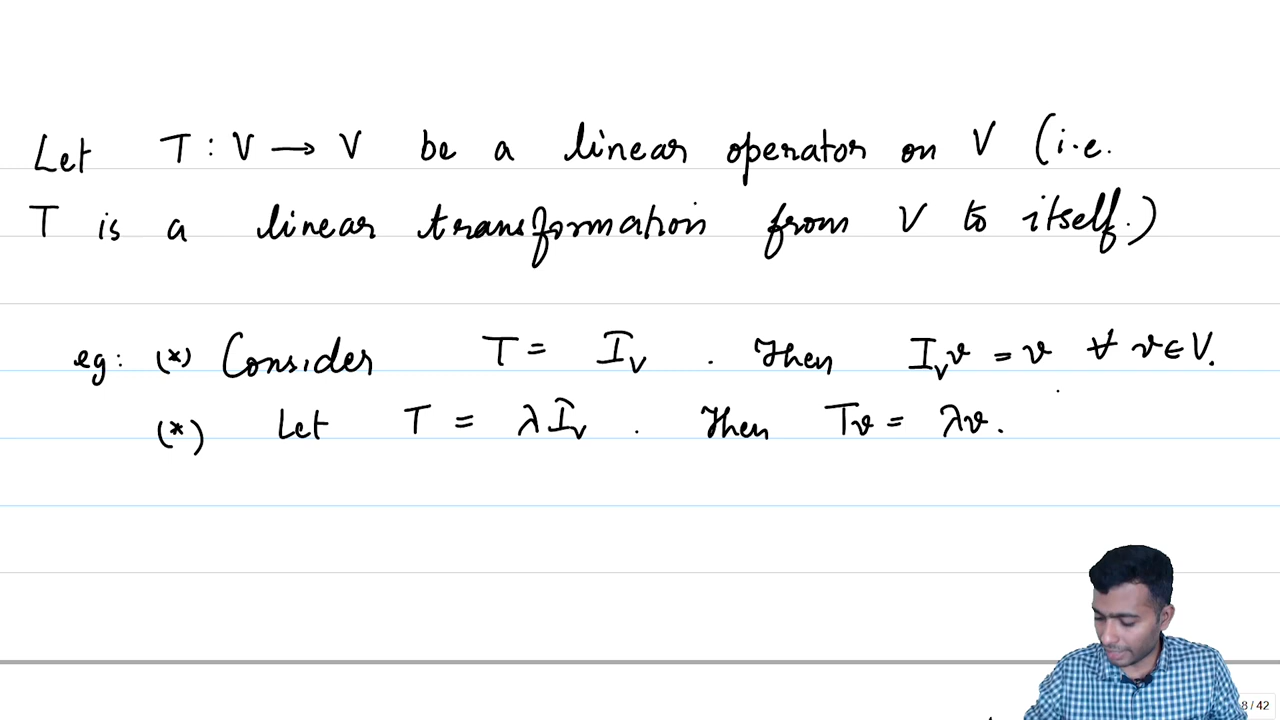 Let T : V → V be a linear operator on V (i.e.
T is a linear transformation from V to itself.)
eg: (*) Consider T = I_V . Then I_V v = v ∀ v ∈ V.
(*) Let T = λI_V . Then Tv = λv.
8 / 42